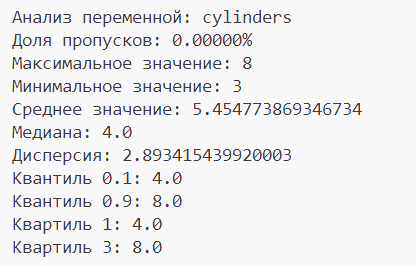 Анализ переменной: cylinders
Доля пропусков: 0.00000%
Максимальное значение: 8
Минимальное значение: 3
Среднее значение: 5.454773869346734
Медиана: 4.0
Дисперсия: 2.893415439920003
Квантиль 0.1: 4.0
Квантиль 0.9: 8.0
Квартиль 1: 4.0
Квартиль 3: 8.0